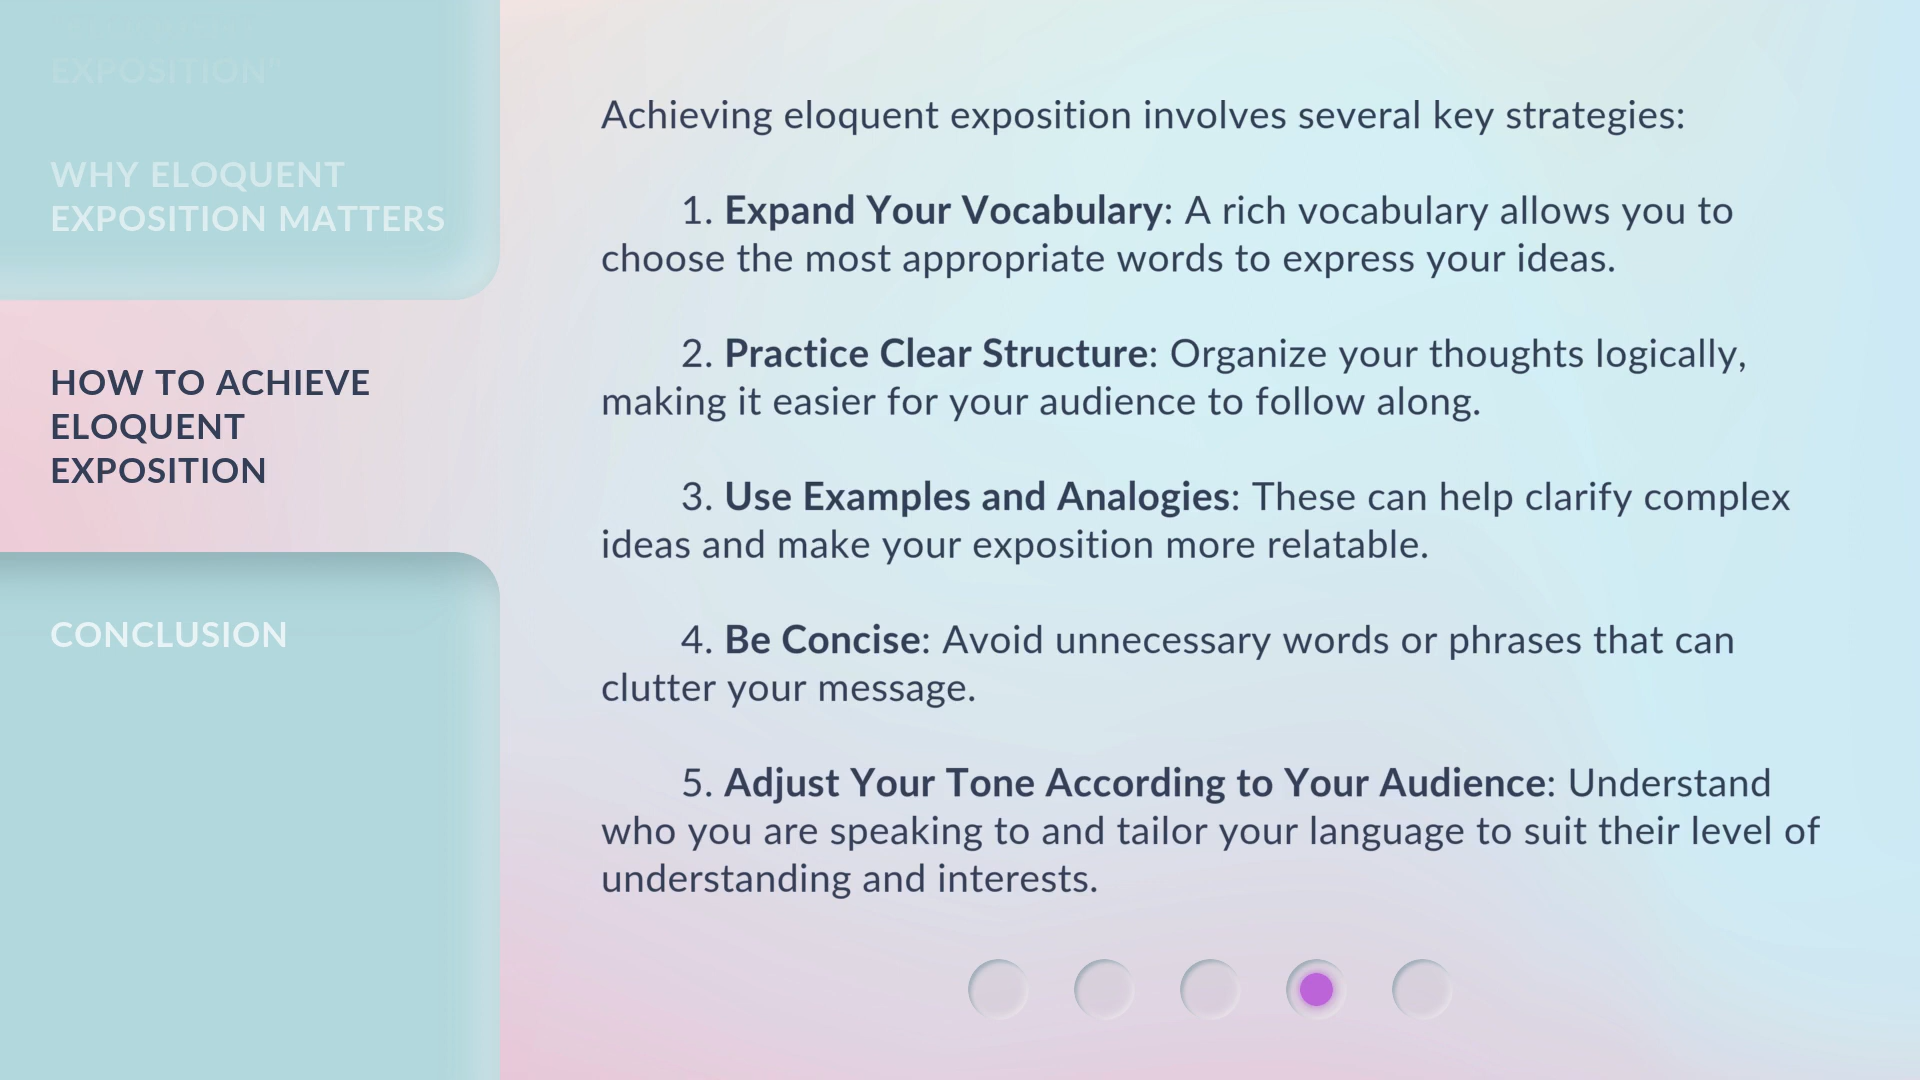 EXPOSITION"
WHY ELOQUENT
EXPOSITION MATTERS
HOW TO ACHIEVE
ELOQUENT
EXPOSITION
CONCLUSION
Achieving eloquent exposition involves several key strategies:
1. Expand Your Vocabulary: A rich vocabulary allows you to
choose the most appropriate words to express your ideas.
2. Practice Clear Structure: Organize your thoughts logically,
making it easier for your audience to follow along.
3. Use Examples and Analogies: These can help clarify complex
ideas and make your exposition more relatable.
4. Be Concise: Avoid unnecessary words or phrases that can
clutter your message.
5. Adjust Your Tone According to Your Audience: Understand
who you are speaking to and tailor your language to suit their level of
understanding and interests.